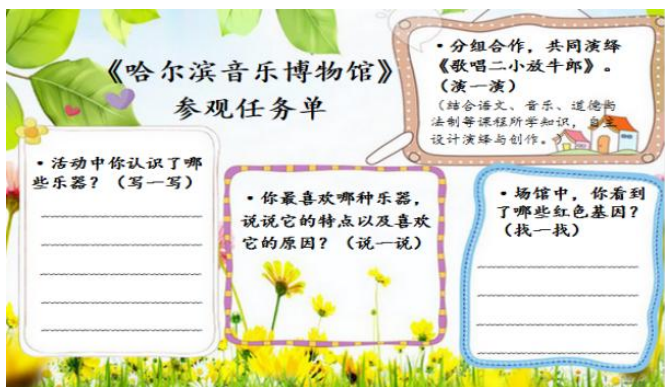 《哈尔滨音乐博物馆》
参观任务单
• 分组合作，共同演绎
《歌唱二小放牛郎》。
（演一演）
（结合语文、音乐、道德与
法制等课程所学知识，自主
设计演绎与创作。）
• 活动中你认识了哪
些乐器？（写一写）
• 你最喜欢哪种乐器，
说说它的特点以及喜欢
它的原因？（说一说）
• 场馆中，你看到
了哪些红色基因？
（找一找）